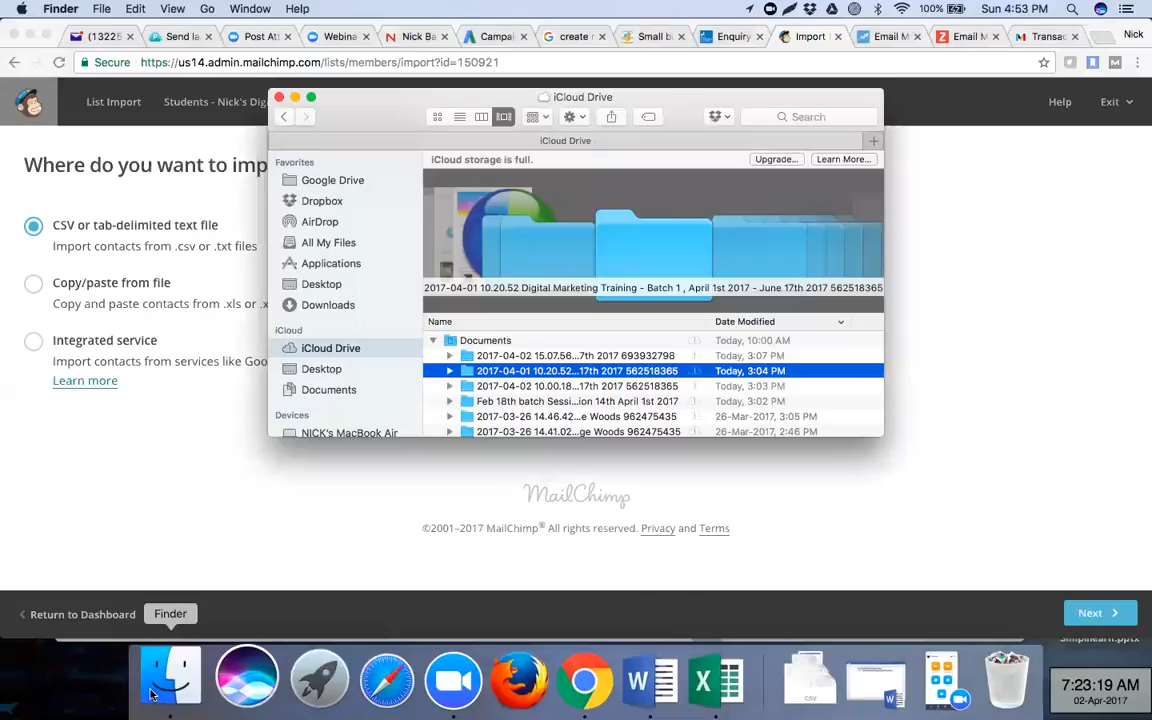 Finder File Edit View Go Window Help 100% Sun 4:53 PM
(13225 Send la Post Att Webina Nick Ba Campai create r Small b Enquiry Import Email M Email M Transac Nick
Secure https://us14.admin.mailchimp.com/lists/members/import?id=150921
List Import Students - Nick's Dig Help Exit
iCloud Drive
Search
iCloud Drive
iCloud storage is full. Upgrade... Learn More...
Favorites
Google Drive
Dropbox
AirDrop
All My Files
Applications
Desktop
Downloads
iCloud
iCloud Drive
Desktop
Documents
Devices
NICK's MacBook Air
2017-04-01 10.20.52 Digital Marketing Training - Batch 1 , April 1st 2017 - June 17th 2017 562518365
Name Date Modified
Documents Today, 10:00 AM
2017-04-02 15.07.56...7th 2017 693932798 Today, 3:07 PM
2017-04-01 10.20.52...17th 2017 562518365 Today, 3:04 PM
2017-04-02 10.00.18...17th 2017 562518365 Today, 3:03 PM
Feb 18th batch Sessi...ion 14th April 1st 2017 Today, 3:02 PM
2017-03-26 14.46.42...e Woods 962475435 26-Mar-2017, 3:05 PM
2017-03-26 14.41.02...ge Woods 962475435 26-Mar-2017, 2:46 PM
Where do you want to imp
CSV or tab-delimited text file
Import contacts from .csv or .txt files
Copy/paste from file
Copy and paste contacts from .xls or .x
Integrated service
Import contacts from services like Goo
Learn more
MailChimp
©2001–2017 MailChimp® All rights reserved. Privacy and Terms
Return to Dashboard Finder Next
Simplilearn.pptx
W X CSV W
7:23:19 AM
02-Apr-2017